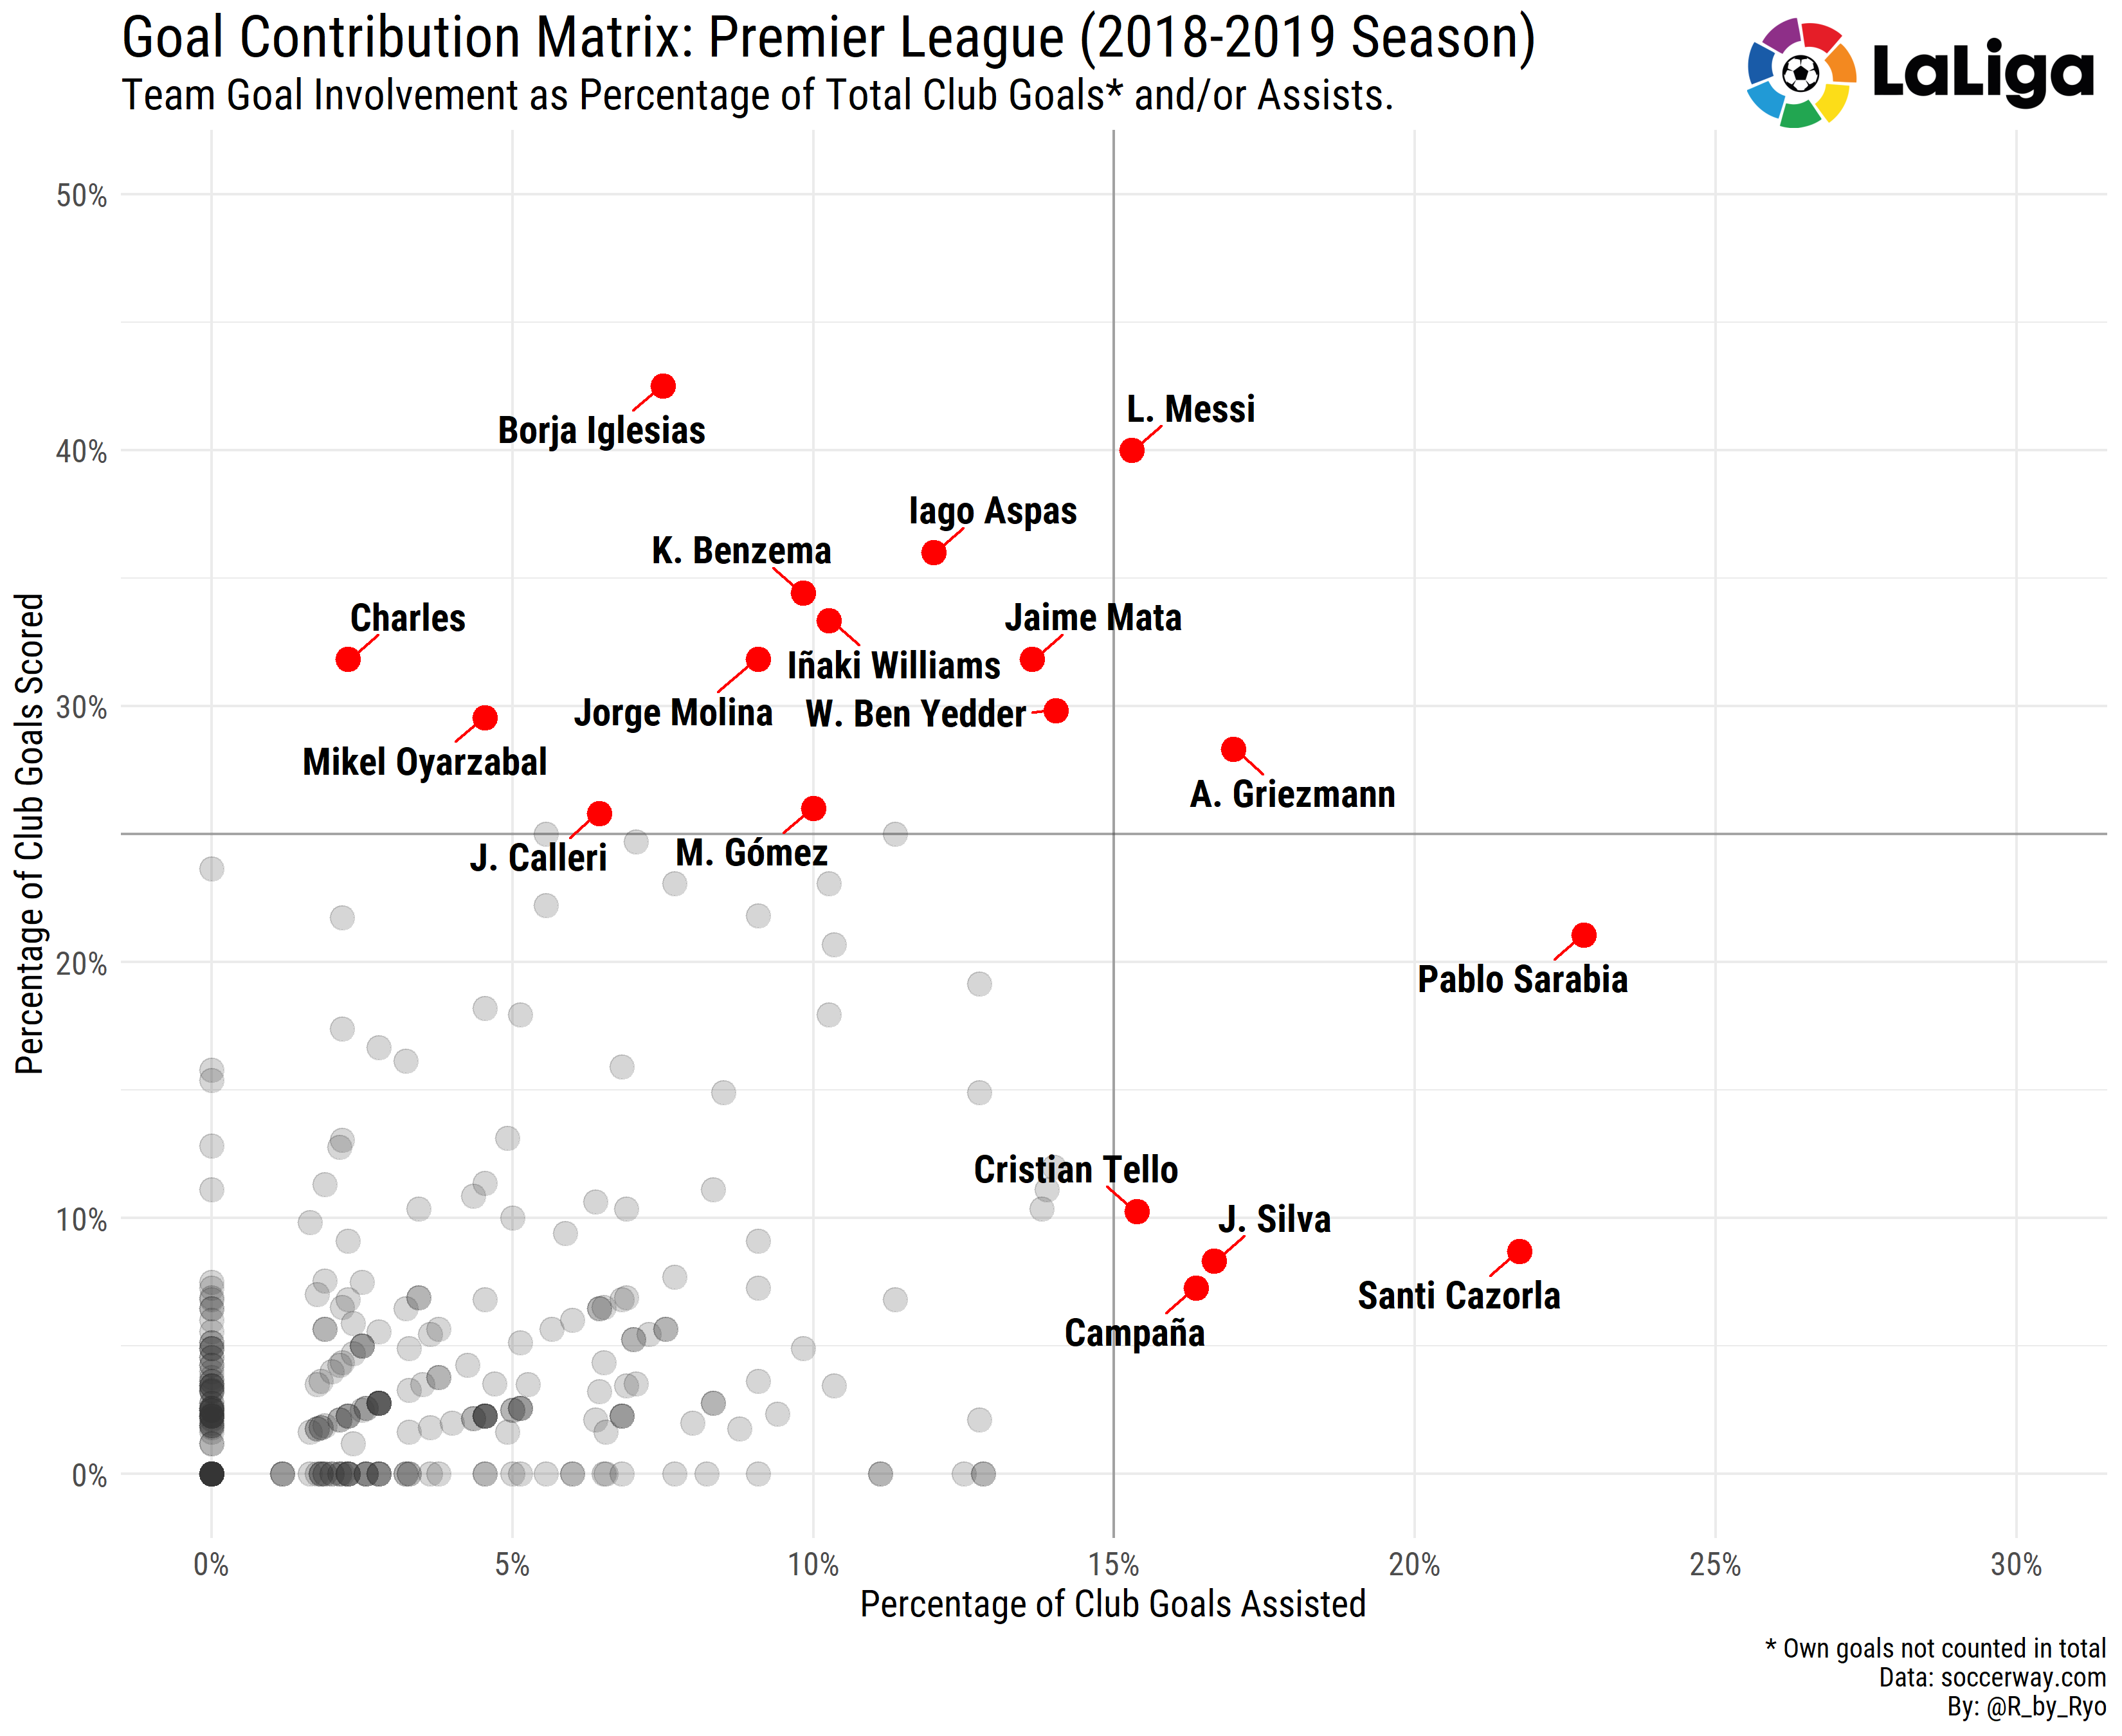 Goal Contribution Matrix: Premier League (2018-2019 Season)
Team Goal Involvement as Percentage of Total Club Goals* and/or Assists.
LaLiga
Percentage of Club Goals Scored
50%
40%
30%
20%
10%
0%
Borja Iglesias
L. Messi
Iago Aspas
K. Benzema
Charles
Jaime Mata
Iñaki Williams
Jorge Molina
W. Ben Yedder
Mikel Oyarzabal
A. Griezmann
J. Calleri
M. Gómez
Pablo Sarabia
Cristian Tello
J. Silva
Santi Cazorla
Campaña
0%
5%
10%
15%
20%
25%
30%
Percentage of Club Goals Assisted
* Own goals not counted in total
Data: soccerway.com
By: @R_by_Ryo